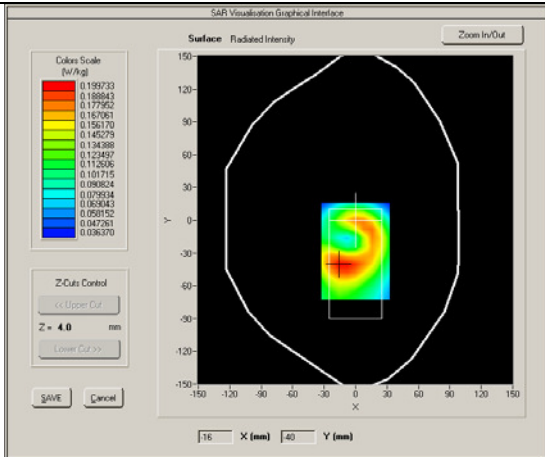 SAR Visualisation Graphical Interface
Surface Radiated Intensity
Zoom In/Out
Colors Scale
(W/kg)
0.199733
0.188843
0.177952
0.167061
0.156170
0.145279
0.134388
0.123497
0.112606
0.101715
0.090824
0.079934
0.069043
0.058152
0.047261
0.036370
Z-Cuts Control
<< Upper Cut
Z = 4.0 mm
Lower Cut >>
SAVE Cancel
150
120
90
60
30
0
-30
-60
-90
-120
-150
Y
-150 -120 -90 -60 -30 0 30 60 90 120 150
X
-16 X (mm) -40 Y (mm)